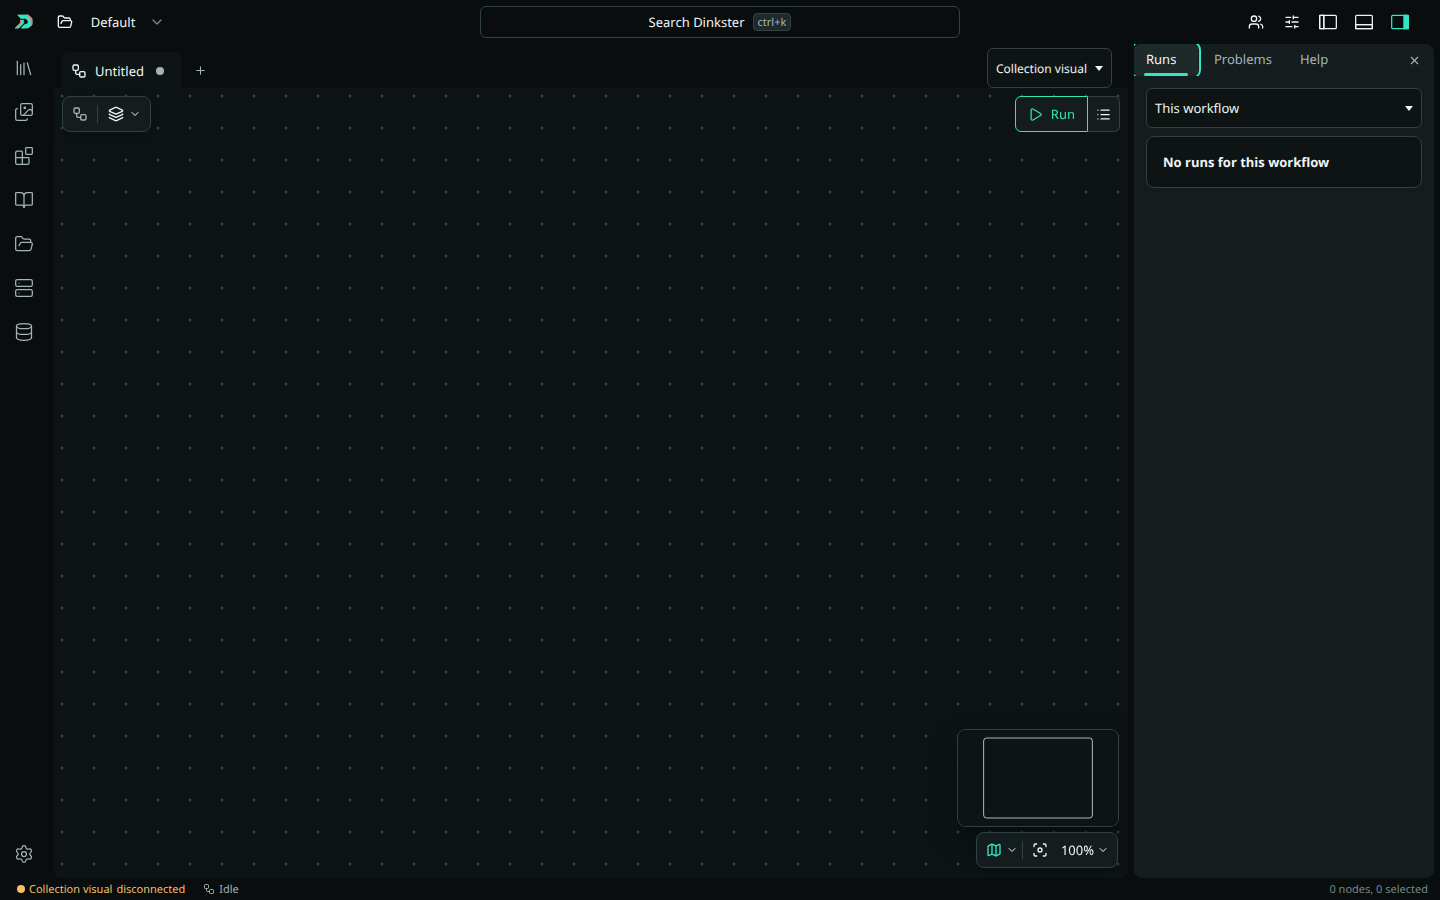 Default
Search Dinkster ctrl+k
Untitled
Collection visual
Runs Problems Help
Run
This workflow
No runs for this workflow
100%
Collection visual disconnected
Idle
0 nodes, 0 selected